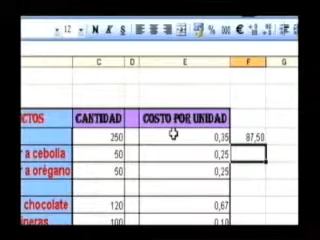 12 N K S % 000 €
C D E F G
CTOS CANTIDAD COSTO POR UNIDAD
250 0,35 87,50
r a cebolla 50 0,25
r a orégano 50 0,25
chocolate 120 0,67
ineras 100 0,10